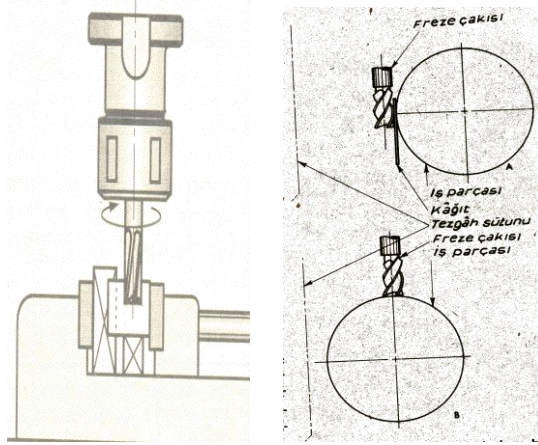 Freze çakısı
A
İş parçası
Kâğıt
Tezgâh sütunu
Freze çakısı
İş parçası
B